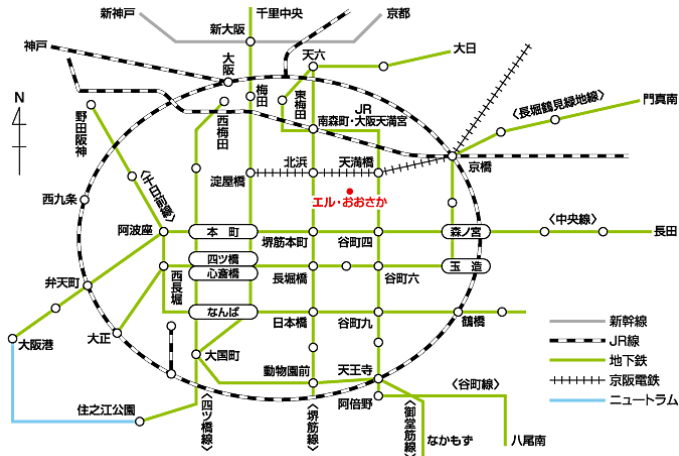 新神戸
千里中央
京都
神戸
新大阪
大阪
天六
大日
N
梅田
東梅田
JR
南森町・大阪天満宮
〈長堀鶴見緑地線〉
門真南
野田阪神
西梅田
京橋
〈千日前線〉
淀屋橋
北浜
天満橋
西九条
エル・おおさか
阿波座
本町
堺筋本町
谷町四
森ノ宮
〈中央線〉
長田
四ツ橋
心斎橋
西長堀
長堀橋
谷町六
玉造
弁天町
なんば
日本橋
谷町九
鶴橋
大阪港
大正
大国町
動物園前
天王寺
阿倍野
〈谷町線〉
住之江公園
〈四ツ橋線〉
〈堺筋線〉
〈御堂筋線〉
なかもず
八尾南
新幹線
JR線
地下鉄
京阪電鉄
ニュートラム